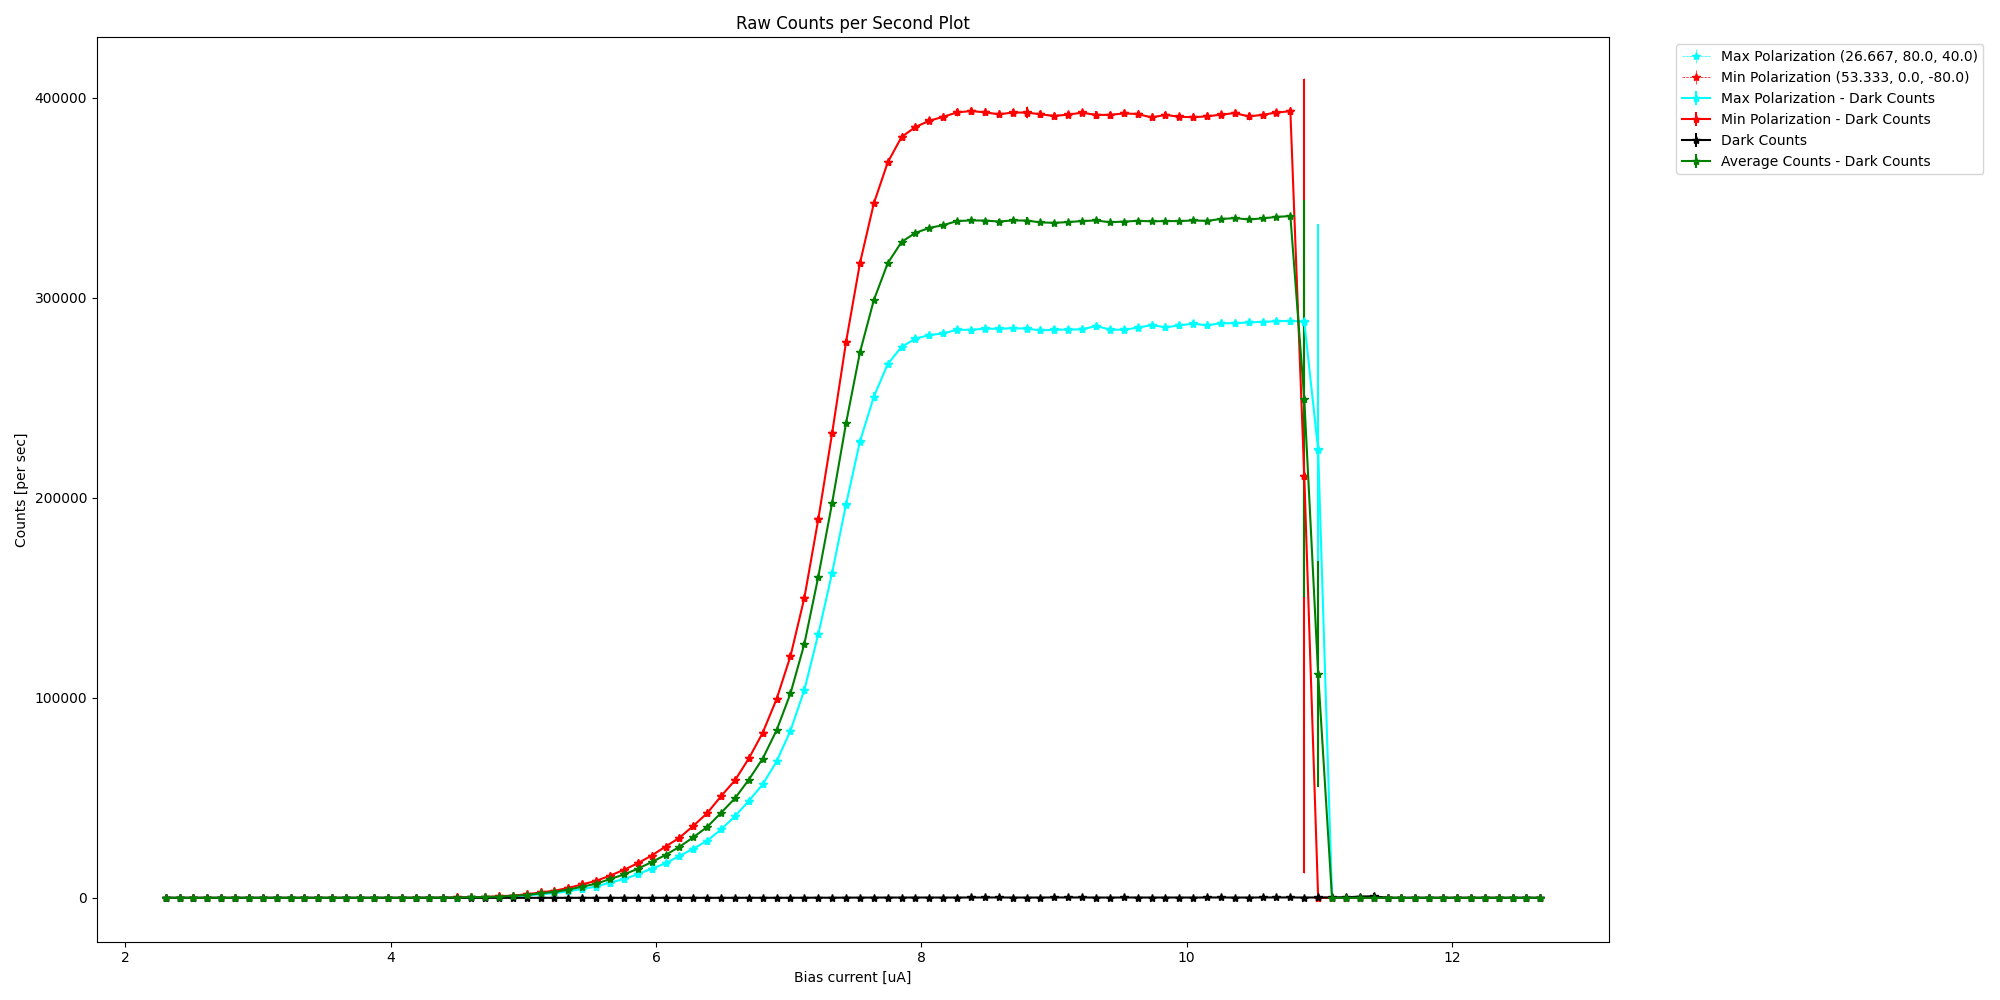 Raw Counts per Second Plot
Max Polarization (26.667, 80.0, 40.0)
Min Polarization (53.333, 0.0, -80.0)
Max Polarization - Dark Counts
Min Polarization - Dark Counts
Dark Counts
Average Counts - Dark Counts
400000
300000
200000
100000
0
Counts [per sec]
2
4
6
8
10
12
Bias current [uA]